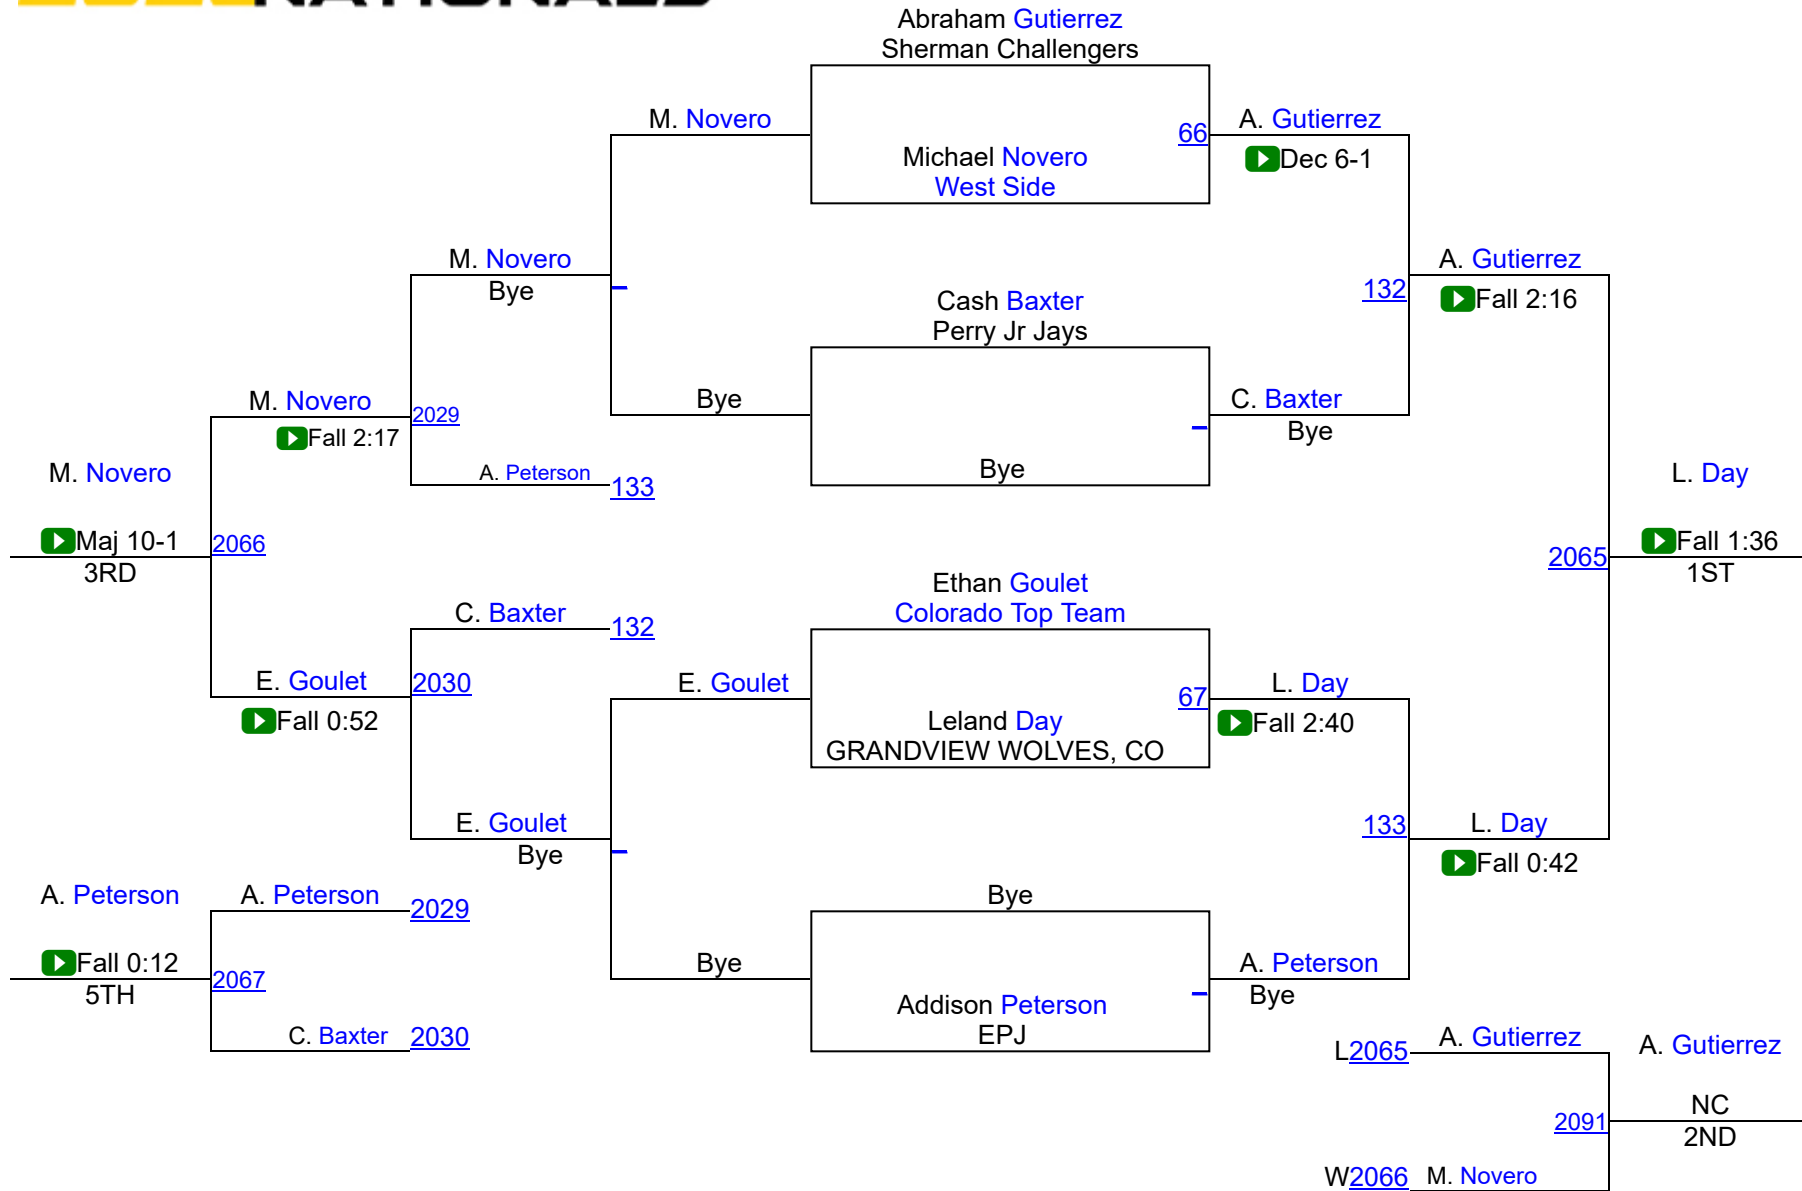 NATIONALS
Abraham Gutierrez
Sherman Challengers
M. Novero
66
A. Gutierrez
Dec 6-1
Michael Novero
West Side
M. Novero
Bye
A. Gutierrez
Fall 2:16
132
Cash Baxter
Perry Jr Jays
M. Novero
Fall 2:17
2029
Bye
C. Baxter
Bye
Bye
M. Novero
A. Peterson
133
L. Day
Maj 10-1
3RD
2066
2065
Fall 1:36
1ST
Ethan Goulet
Colorado Top Team
C. Baxter
132
E. Goulet
Fall 0:52
2030
E. Goulet
67
L. Day
Fall 2:40
Leland Day
GRANDVIEW WOLVES, CO
E. Goulet
Bye
133
L. Day
Fall 0:42
A. Peterson
A. Peterson
2029
Bye
Fall 0:12
5TH
2067
Bye
A. Peterson
Bye
Addison Peterson
EPJ
C. Baxter
2030
L2065
A. Gutierrez
A. Gutierrez
2091
NC
2ND
W2066
M. Novero